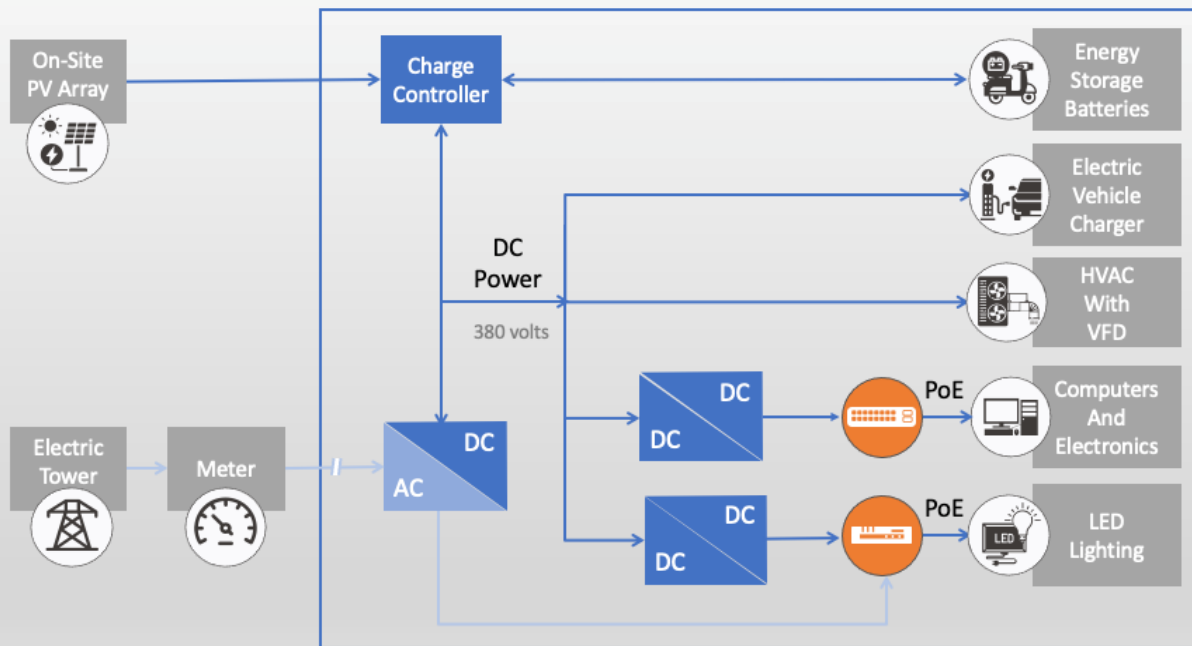 On-Site
PV Array
Charge
Controller
Energy
Storage
Batteries
Electric
Vehicle
Charger
DC
Power
380 volts
HVAC
With
VFD
DC
DC
PoE
Computers
And
Electronics
Electric
Tower
Meter
DC
AC
DC
DC
PoE
LED
LED
Lighting